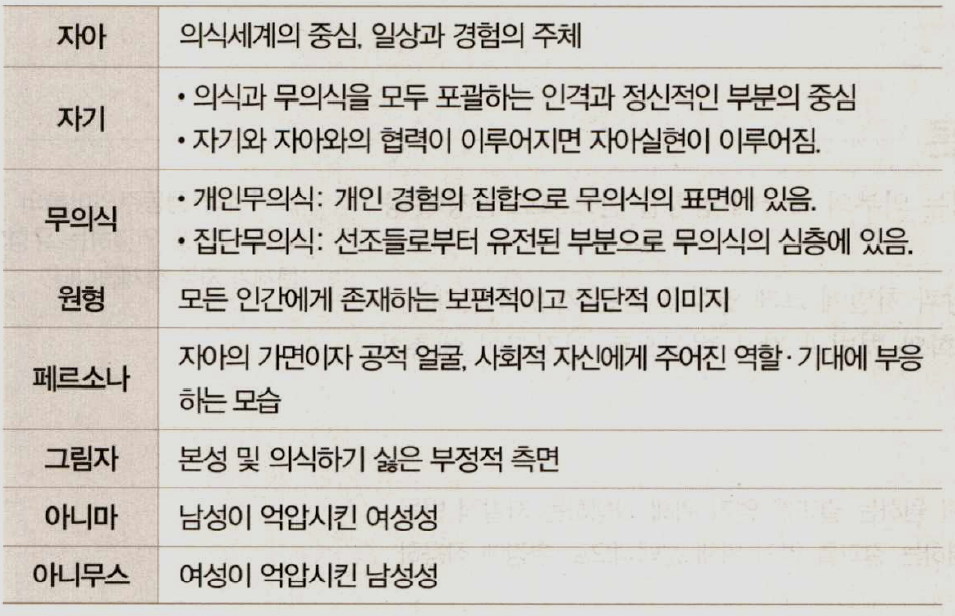 자아 의식세계의 중심, 일상과 경험의 주체
자기
• 의식과 무의식을 모두 포괄하는 인격과 정신적인 부분의 중심
• 자기와 자아와의 협력이 이루어지면 자아실현이 이루어짐.
무의식
• 개인무의식: 개인 경험의 집합으로 무의식의 표면에 있음.
• 집단무의식: 선조들로부터 유전된 부분으로 무의식의 심층에 있음.
원형 모든 인간에게 존재하는 보편적이고 집단적 이미지
페르소나
자아의 가면이자 공적 얼굴, 사회적 자신에게 주어진 역할·기대에 부응
하는 모습
그림자 본성 및 의식하기 싫은 부정적 측면
아니마 남성이 억압시킨 여성성
아니무스 여성이 억압시킨 남성성